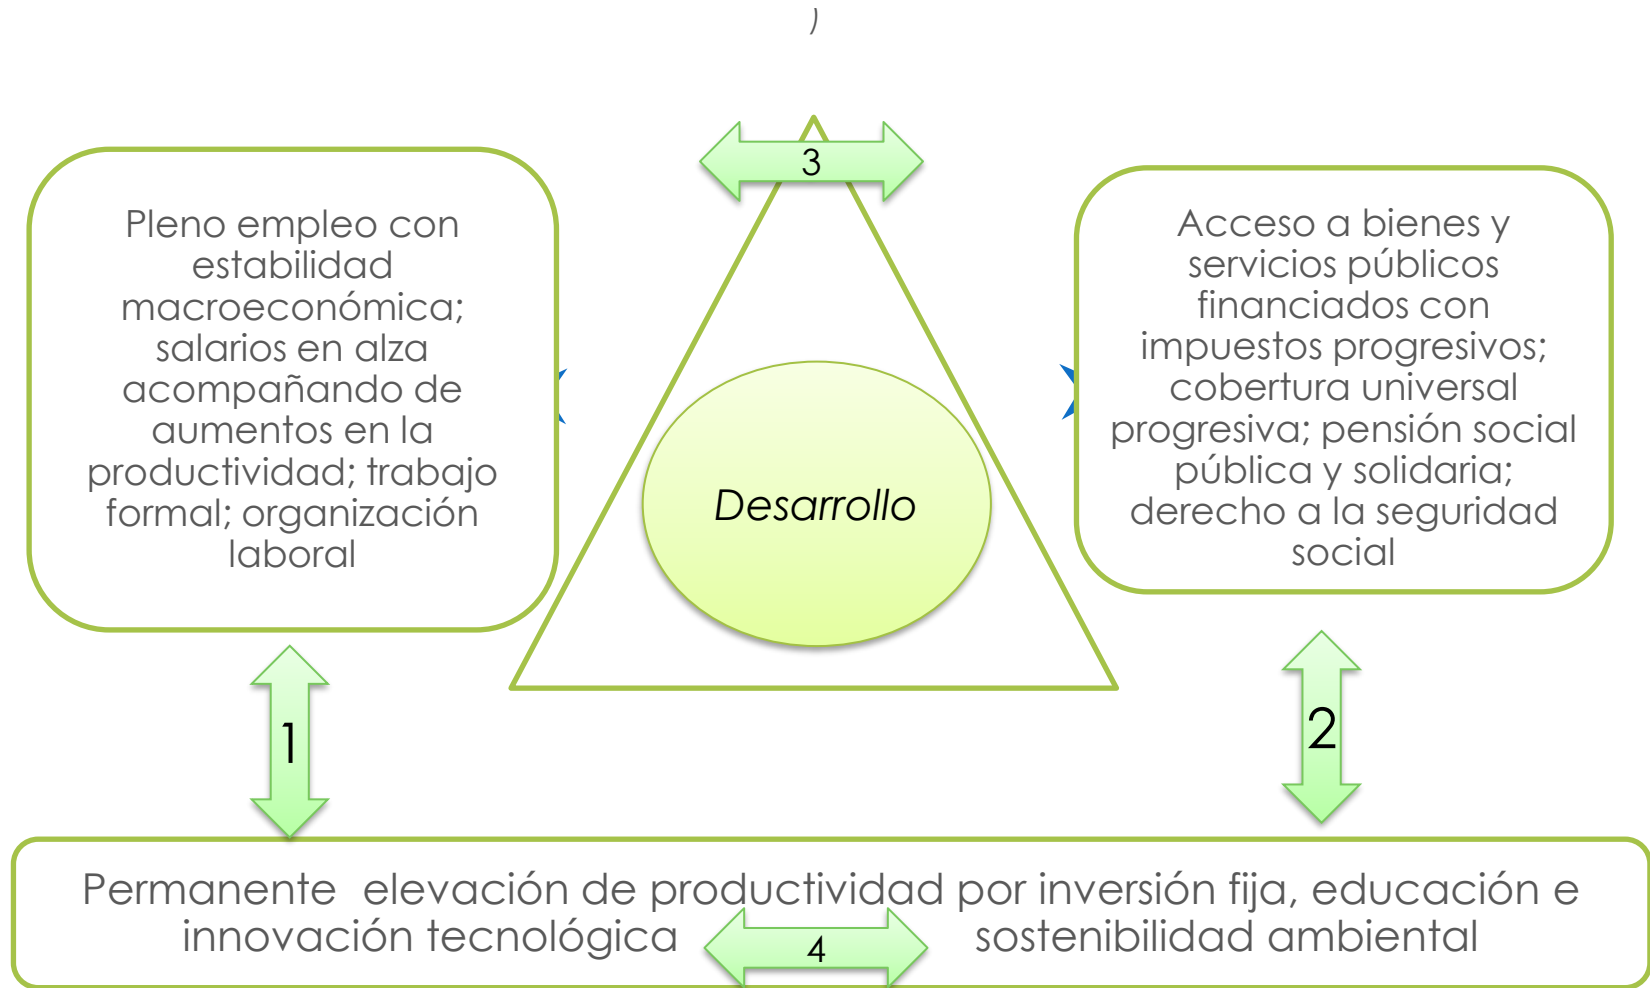 )
3
Pleno empleo con
estabilidad
macroeconómica;
salarios en alza
acompañando de
aumentos en la
productividad; trabajo
formal; organización
laboral
Acceso a bienes y
servicios públicos
financiados con
impuestos progresivos;
cobertura universal
progresiva; pensión social
pública y solidaria;
derecho a la seguridad
social
Desarrollo
1
2
Permanente  elevación de productividad por inversión fija, educación e
innovación tecnológica sostenibilidad ambiental
4